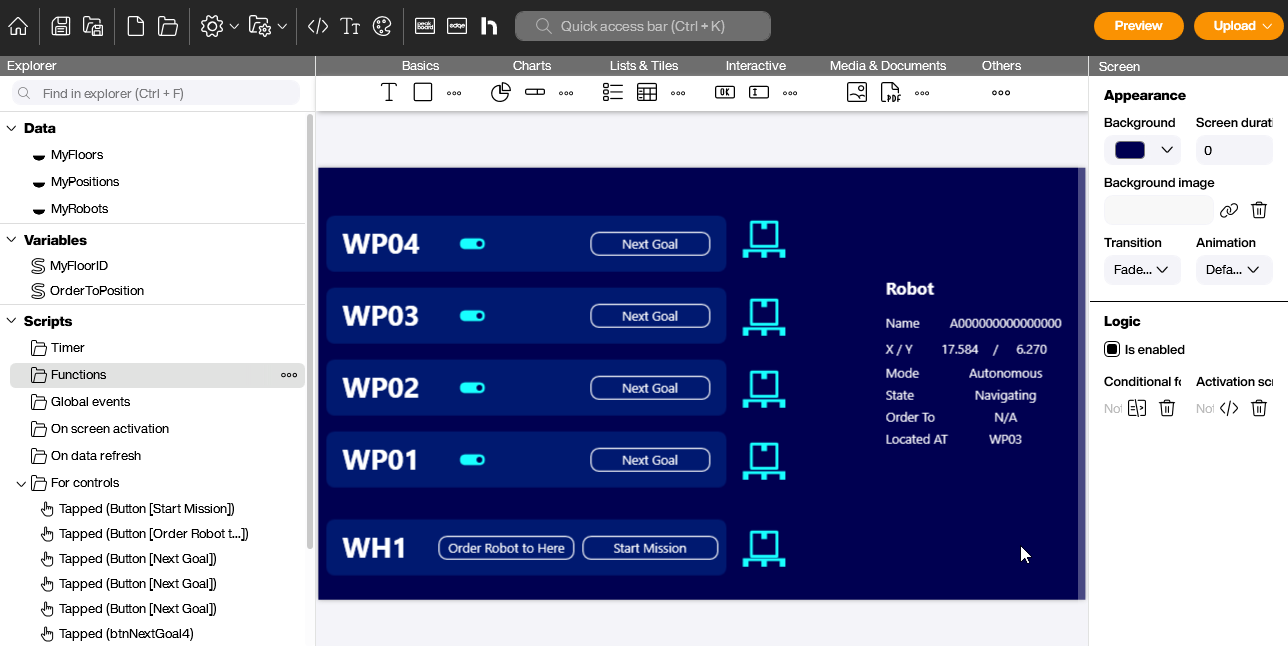 Quick access bar (Ctrl + K)
Preview
Upload
Explorer
Basics
Charts
Lists & Tiles
Interactive
Media & Documents
Others
Screen
Find in explorer (Ctrl + F)
OK
PDF
Data
MyFloors
MyPositions
MyRobots
Variables
MyFloorID
OrderToPosition
Scripts
Timer
Functions
Global events
On screen activation
On data refresh
For controls
Tapped (Button [Start Mission])
Tapped (Button [Order Robot t...])
Tapped (Button [Next Goal])
Tapped (Button [Next Goal])
Tapped (Button [Next Goal])
Tapped (btnNextGoal4)
WP04
Next Goal
WP03
Next Goal
WP02
Next Goal
WP01
Next Goal
WH1
Order Robot to Here
Start Mission
Robot
Name A000000000000000
X / Y 17.584 / 6.270
Mode Autonomous
State Navigating
Order To N/A
Located AT WP03
Appearance
Background
Screen durati
0
Background image
Transition
Animation
Fade...
Defa...
Logic
Is enabled
Conditional fo
Activation scr
Not
Not